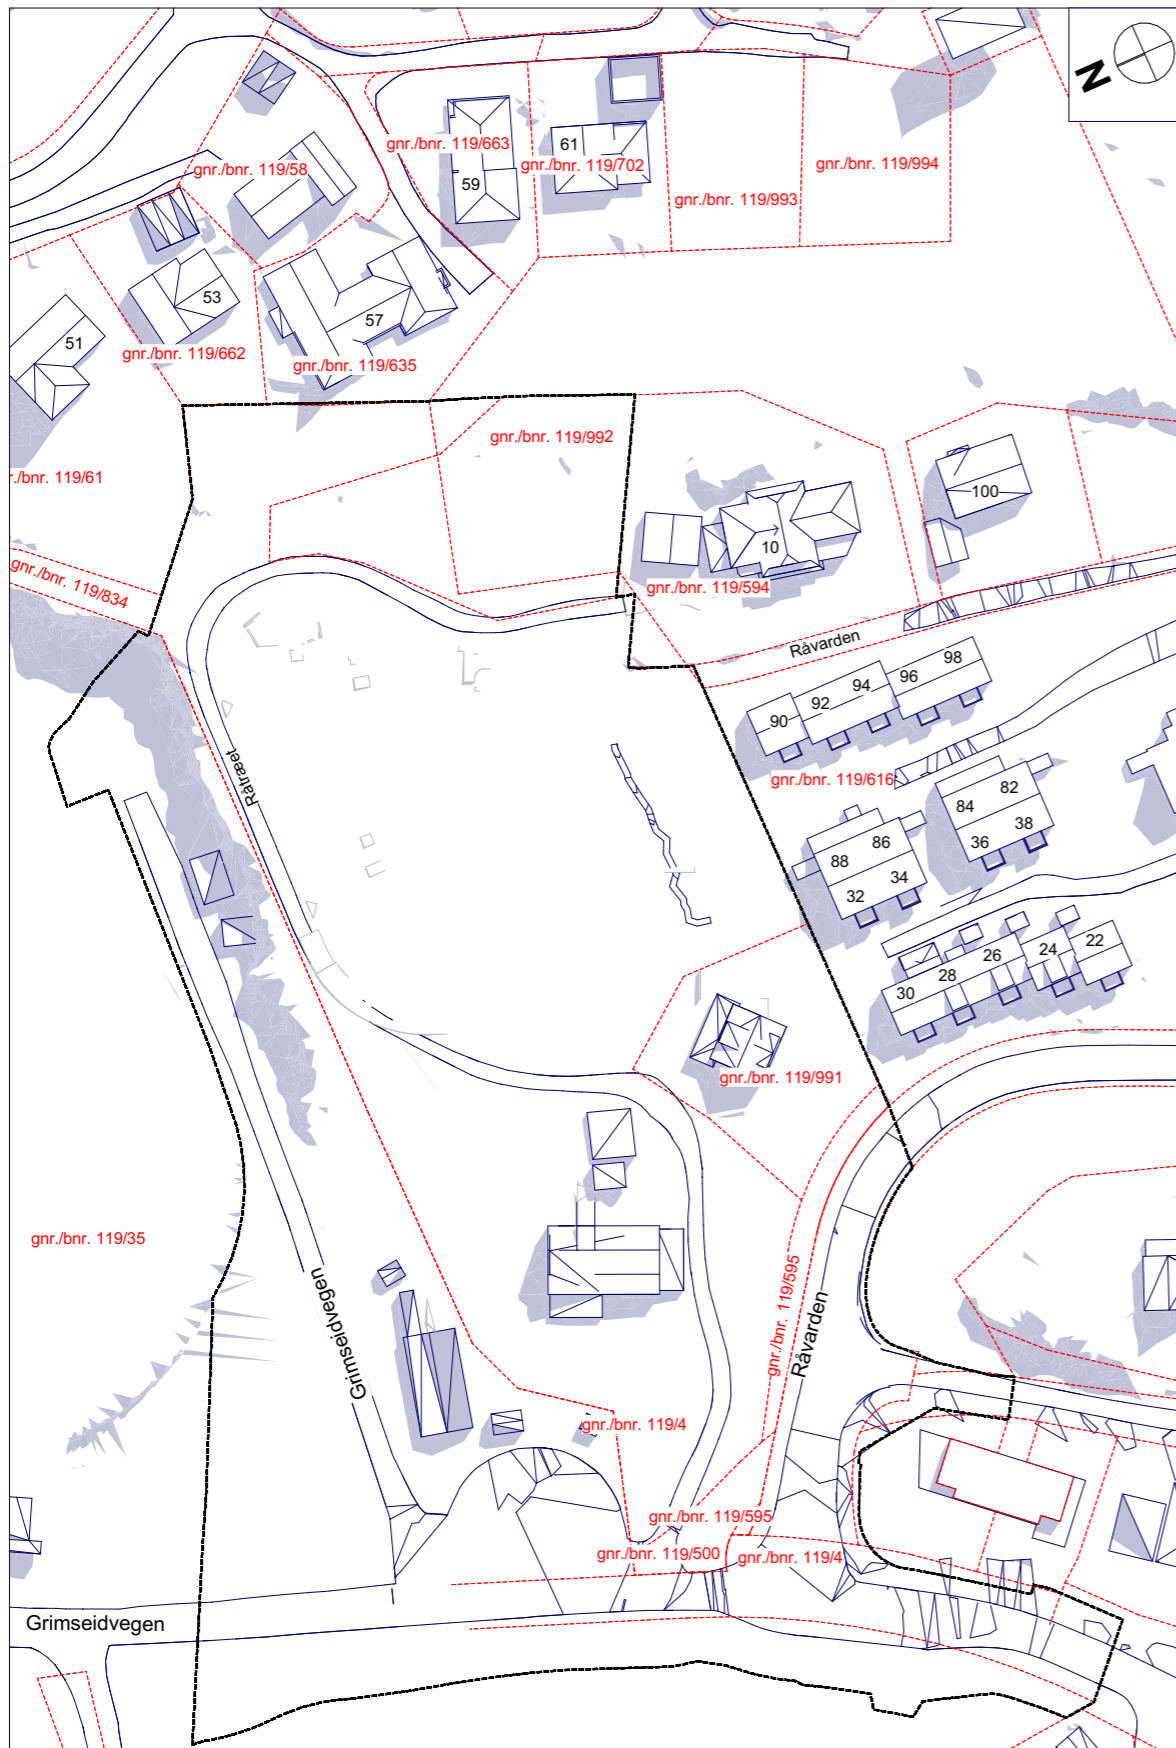 N
gnr./bnr. 119/663
61
gnr./bnr. 119/702
gnr./bnr. 119/994
gnr./bnr. 119/58
59
gnr./bnr. 119/993
53
57
51
gnr./bnr. 119/662
gnr./bnr. 119/635
gnr./bnr. 119/992
r./bnr. 119/61
100
10
gnr./bnr. 119/834
gnr./bnr. 119/594
Råvarden
98
96
94
92
90
Råtræet
gnr./bnr. 119/616
82
84
38
36
86
88
34
32
22
24
26
28
30
gnr./bnr. 119/991
gnr./bnr. 119/35
Grimseidvegen
gnr./bnr. 119/595
Råvarden
gnr./bnr. 119/4
gnr./bnr. 119/595
gnr./bnr. 119/500
gnr./bnr. 119/4
Grimseidvegen